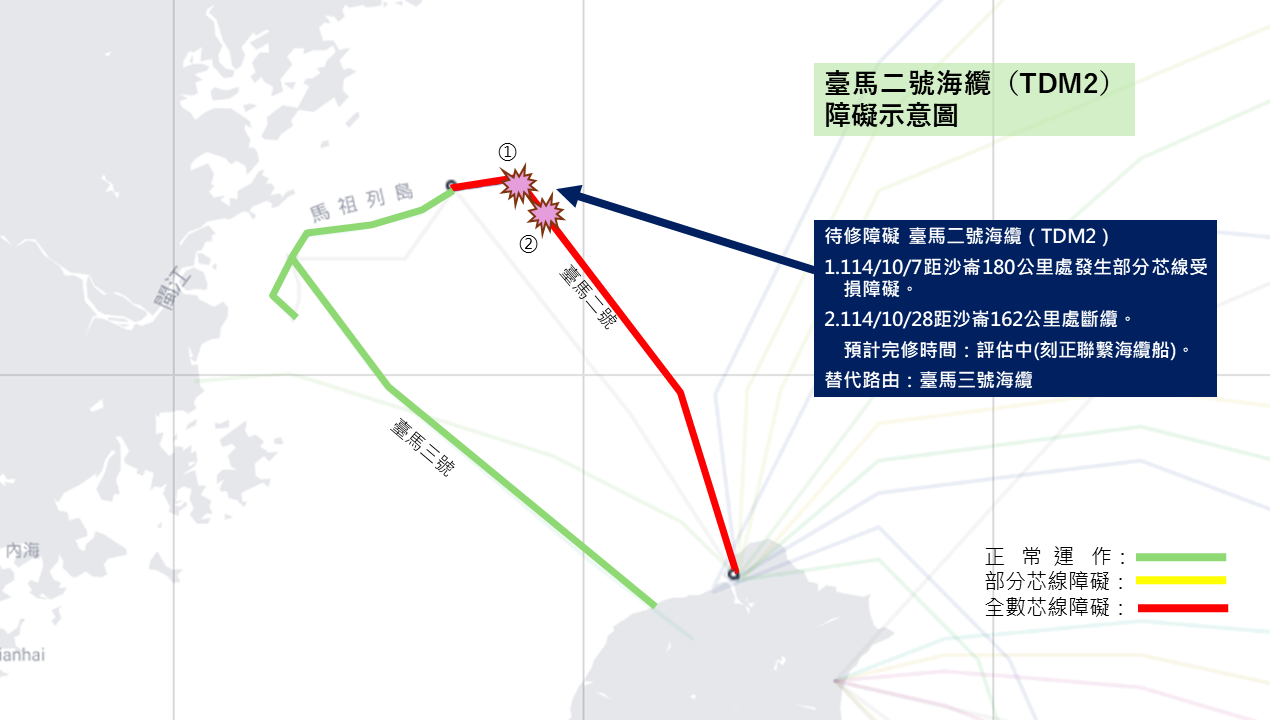 臺馬二號海纜（TDM2）
障礙示意圖
①
馬祖列島
②
閩江
臺馬二號
待修障礙 臺馬二號海纜（TDM2）
1.114/10/7距沙崙180公里處發生部分芯線受
損障礙。
2.114/10/28距沙崙162公里處斷纜。
預計完修時間：評估中(刻正聯繫海纜船)。
替代路由：臺馬三號海纜
臺馬三號
內海
正常運作：
部分芯線障礙：
全數芯線障礙：
ianhai